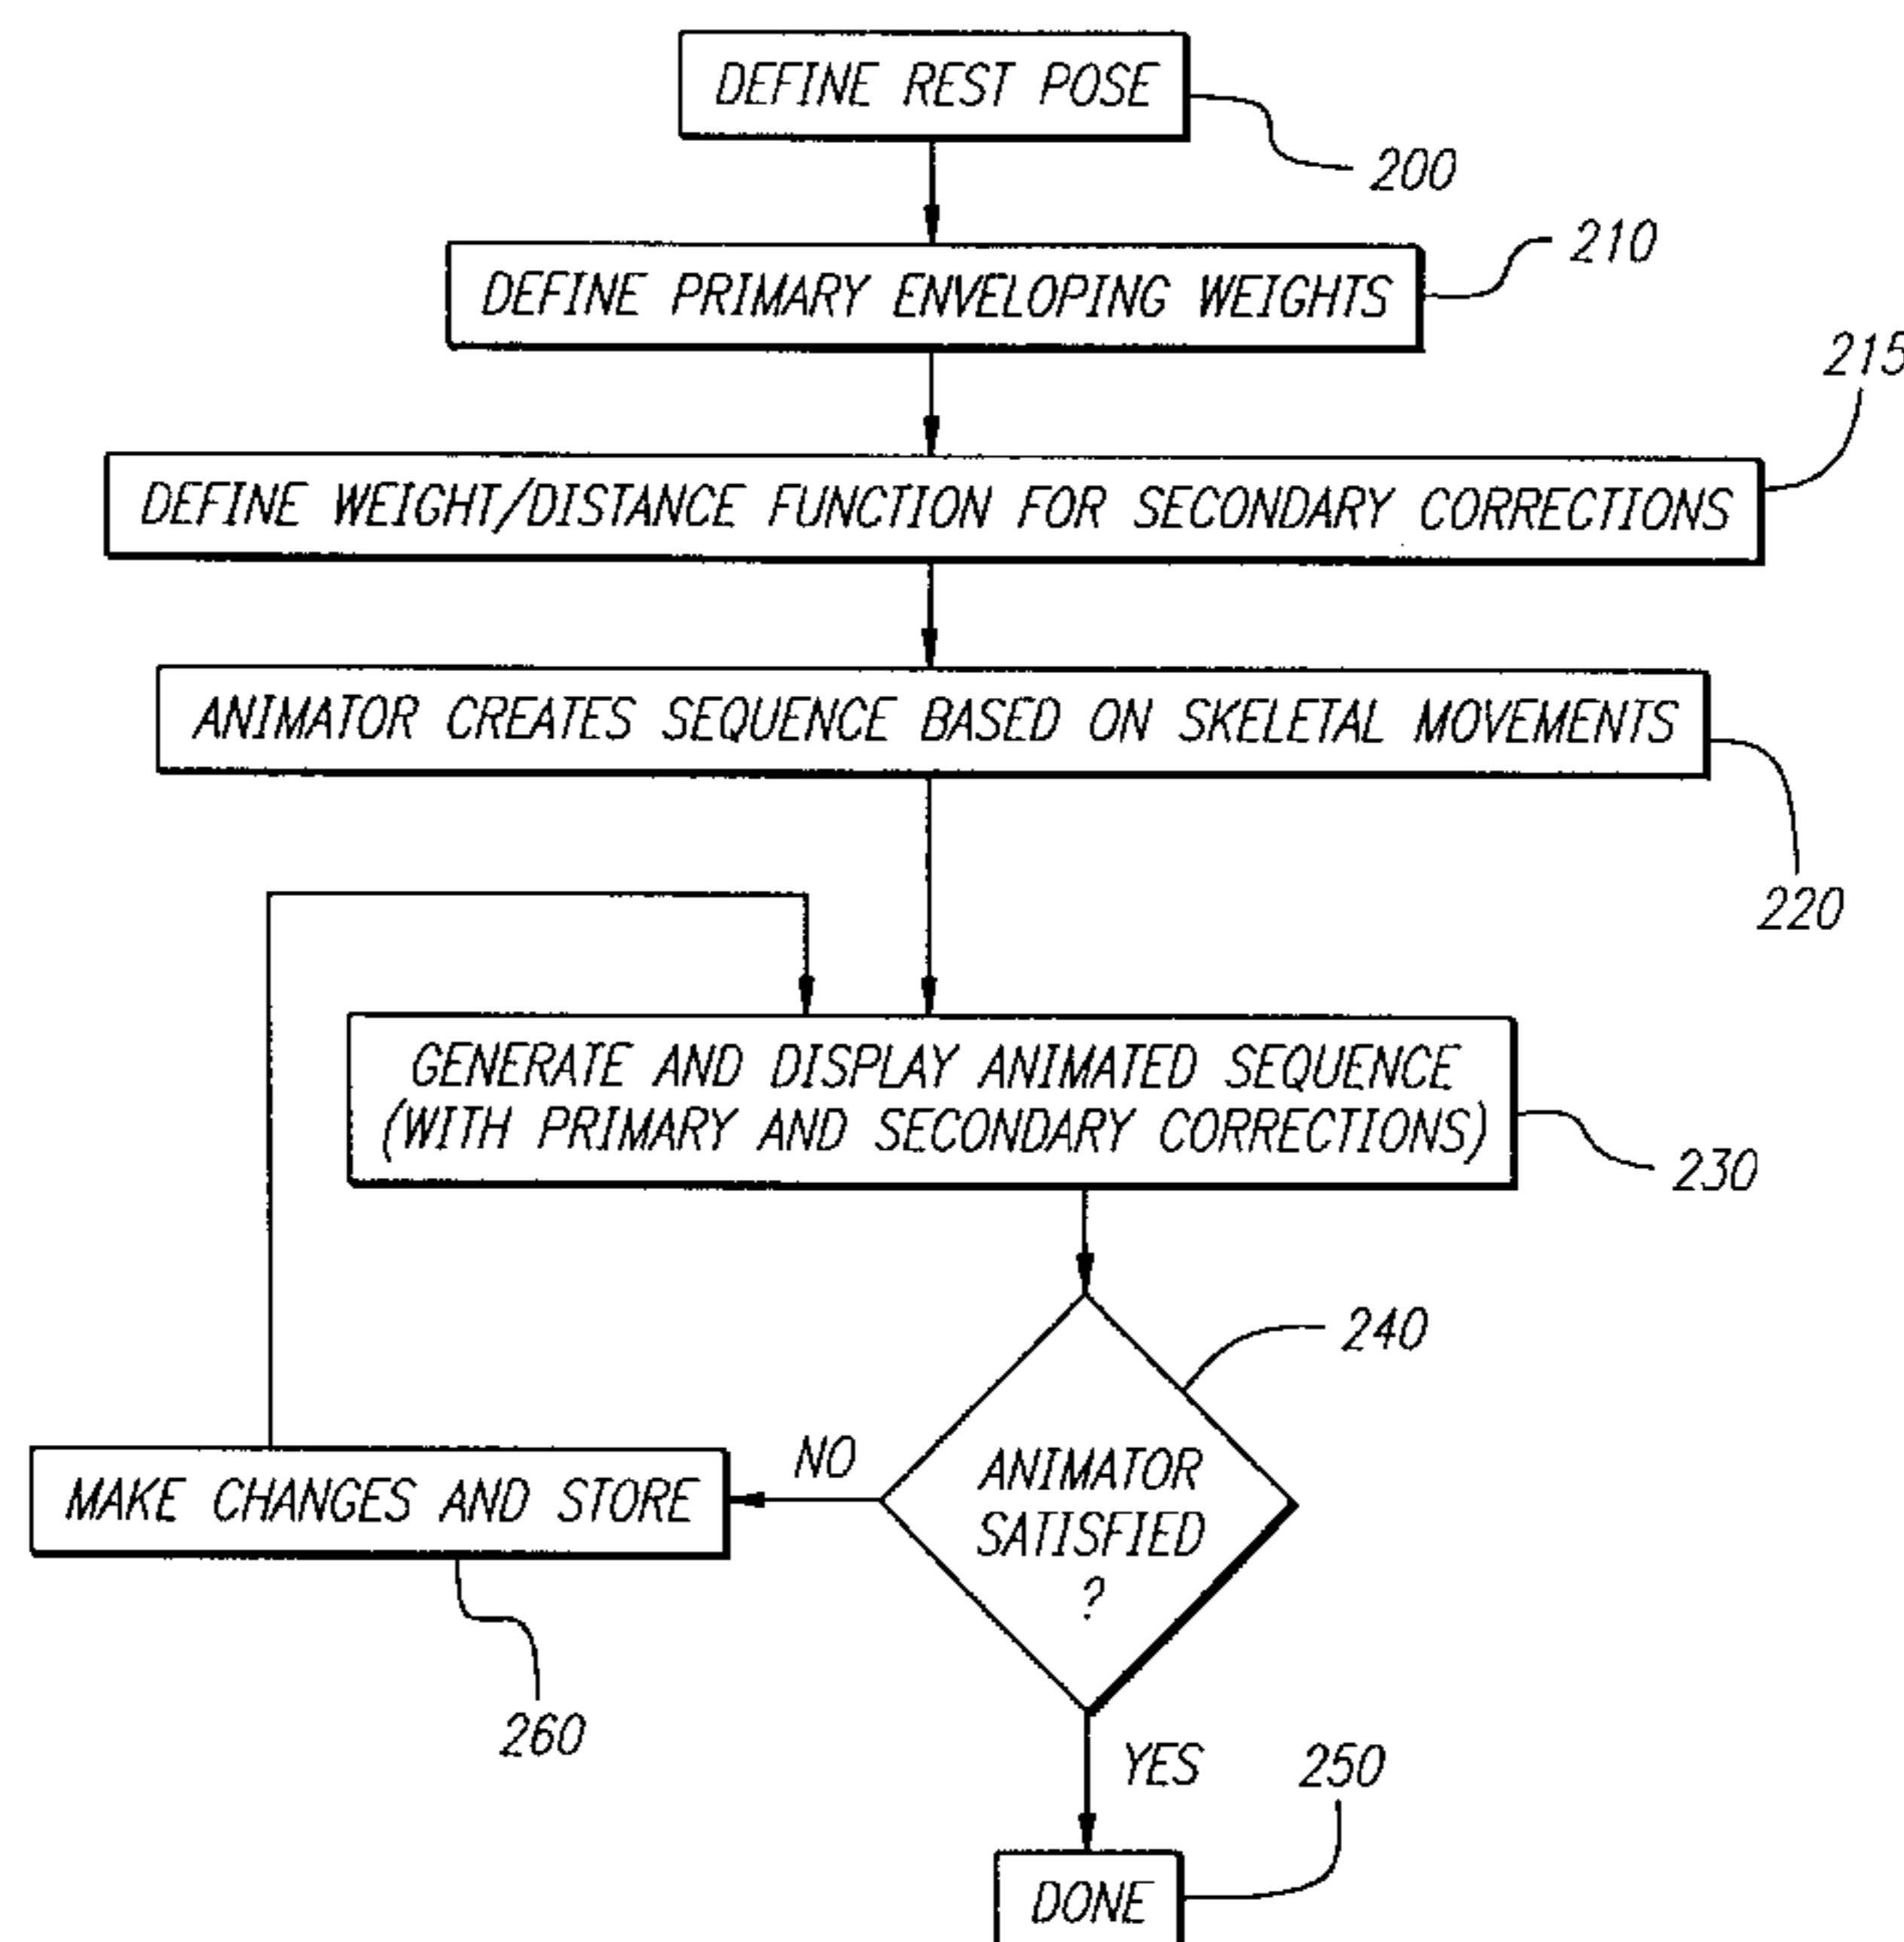 DEFINE REST POSE
200
DEFINE PRIMARY ENVELOPING WEIGHTS
210
DEFINE WEIGHT/DISTANCE FUNCTION FOR SECONDARY CORRECTIONS
215
ANIMATOR CREATES SEQUENCE BASED ON SKELETAL MOVEMENTS
220
GENERATE AND DISPLAY ANIMATED SEQUENCE
(WITH PRIMARY AND SECONDARY CORRECTIONS)
230
240
ANIMATOR
SATISFIED
?
NO
MAKE CHANGES AND STORE
260
YES
250
DONE